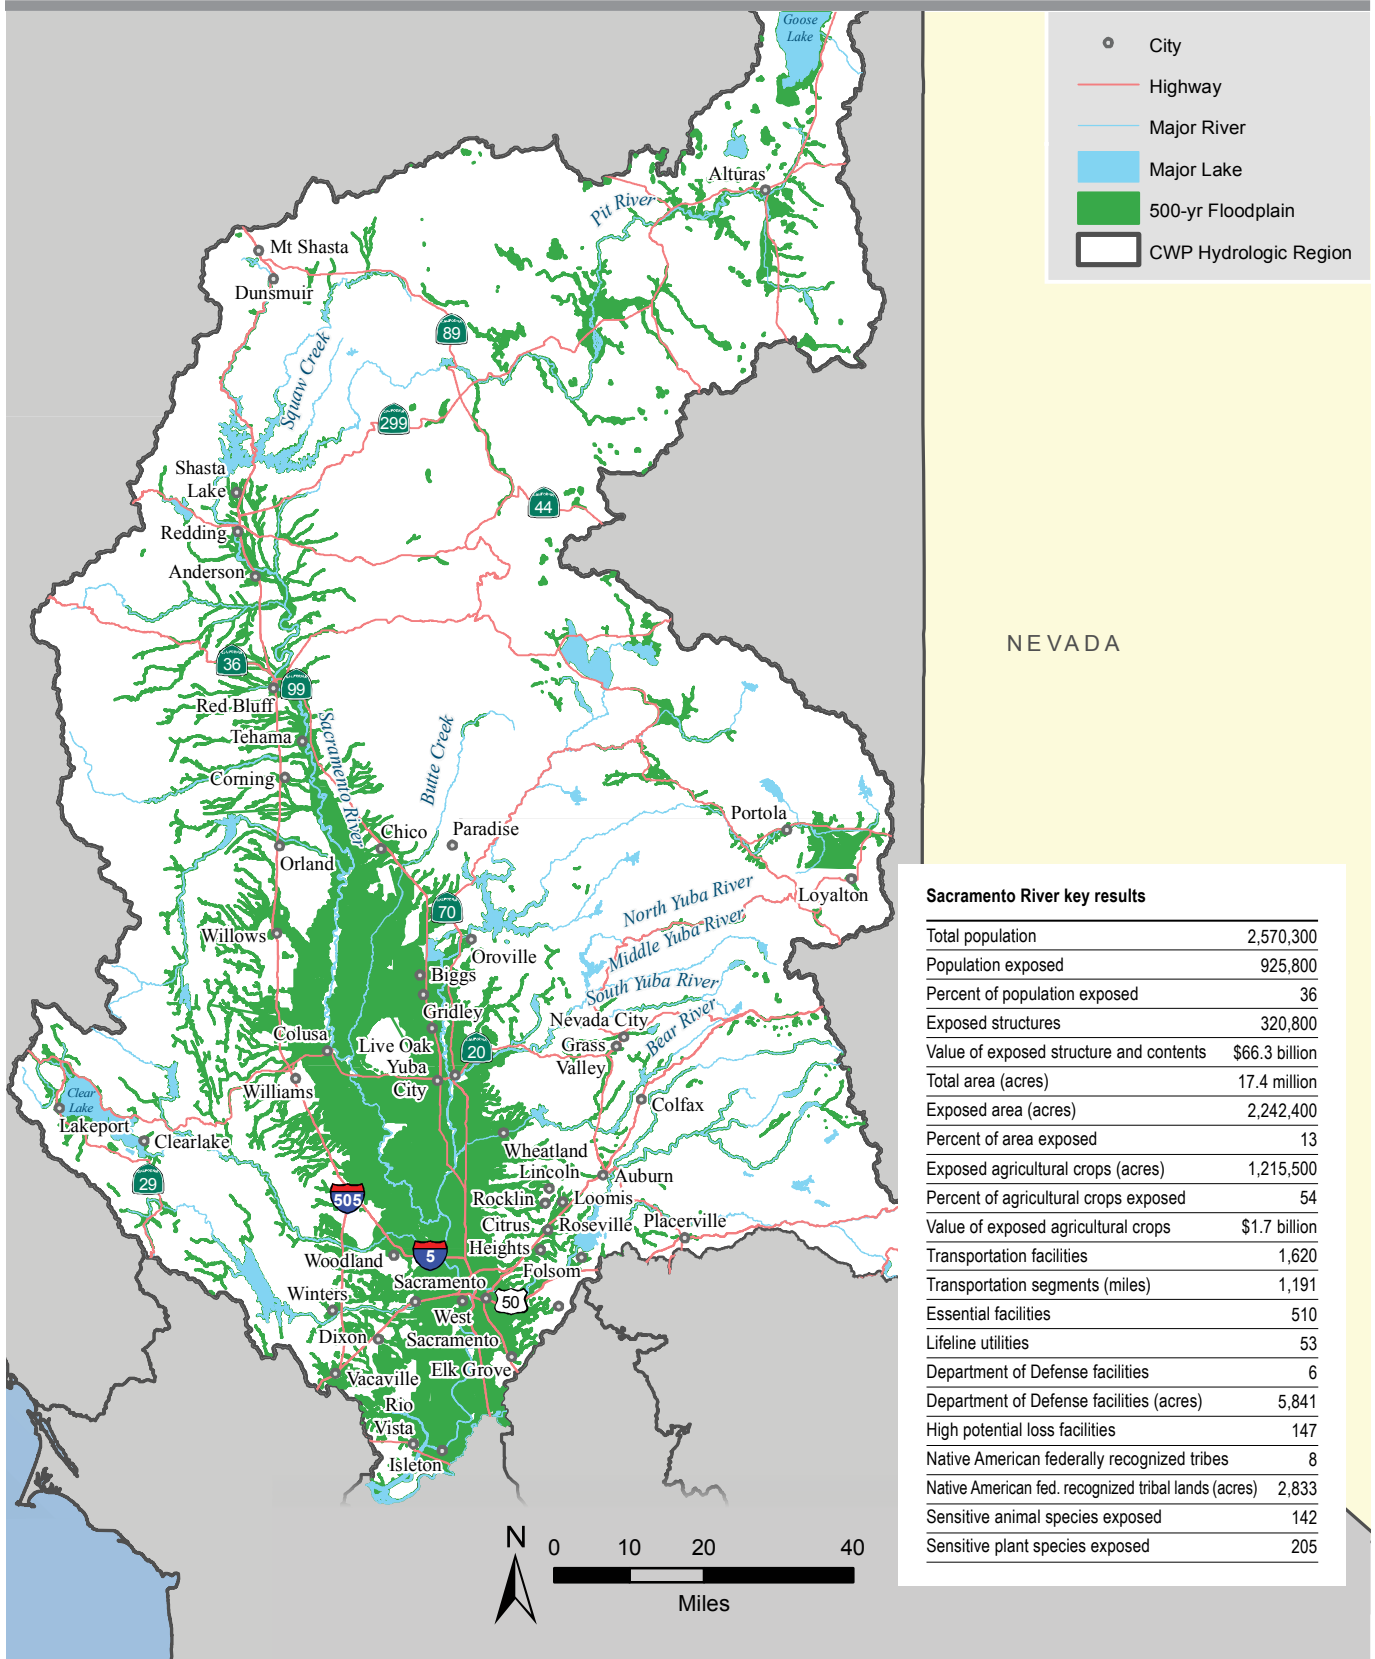 Goose
Lake
City
Highway
Major River
Major Lake
500-yr Floodplain
CWP Hydrologic Region
Alturas
Pit River
Mt Shasta
Dunsmuir
89
Squaw Creek
299
Shasta
Lake
44
Redding
Anderson
NEVADA
36
99
Red Bluff
Sacramento River
Butte Creek
Tehama
Corning
Portola
Chico
Paradise
Orland
Loyalton
70
North Yuba River
Middle Yuba River
South Yuba River
Bear River
Willows
Oroville
Biggs
Gridley
Nevada City
Grass
Valley
Colusa
Live Oak
20
Yuba
City
Williams
Clear
Lake
Lakeport
Clearlake
Colfax
Wheatland
29
Lincoln
Auburn
505
Rocklin
Loomis
Citrus
Heights
Roseville
Placerville
5
Woodland
Folsom
Sacramento
50
Winters
West
Sacramento
Dixon
Elk Grove
Vacaville
Rio
Vista
Isleton
N
0 10 20 40
Miles
Sacramento River key results
Total population 2,570,300
Population exposed 925,800
Percent of population exposed 36
Exposed structures 320,800
Value of exposed structure and contents $66.3 billion
Total area (acres) 17.4 million
Exposed area (acres) 2,242,400
Percent of area exposed 13
Exposed agricultural crops (acres) 1,215,500
Percent of agricultural crops exposed 54
Value of exposed agricultural crops $1.7 billion
Transportation facilities 1,620
Transportation segments (miles) 1,191
Essential facilities 510
Lifeline utilities 53
Department of Defense facilities 6
Department of Defense facilities (acres) 5,841
High potential loss facilities 147
Native American federally recognized tribes 8
Native American fed. recognized tribal lands (acres) 2,833
Sensitive animal species exposed 142
Sensitive plant species exposed 205